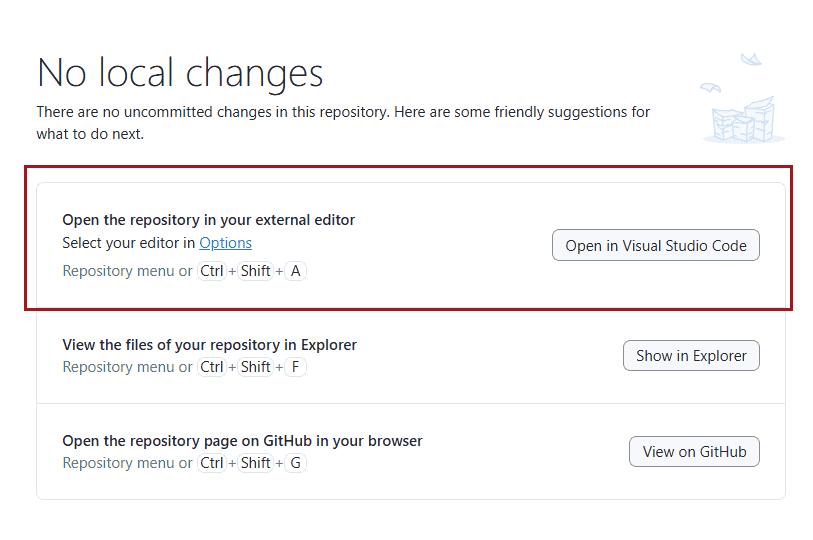 No local changes
There are no uncommitted changes in this repository. Here are some friendly suggestions for
what to do next.
Open the repository in your external editor
Select your editor in Options
Repository menu or Ctrl + Shift + A
Open in Visual Studio Code
View the files of your repository in Explorer
Repository menu or Ctrl + Shift + F
Show in Explorer
Open the repository page on GitHub in your browser
Repository menu or Ctrl + Shift + G
View on GitHub